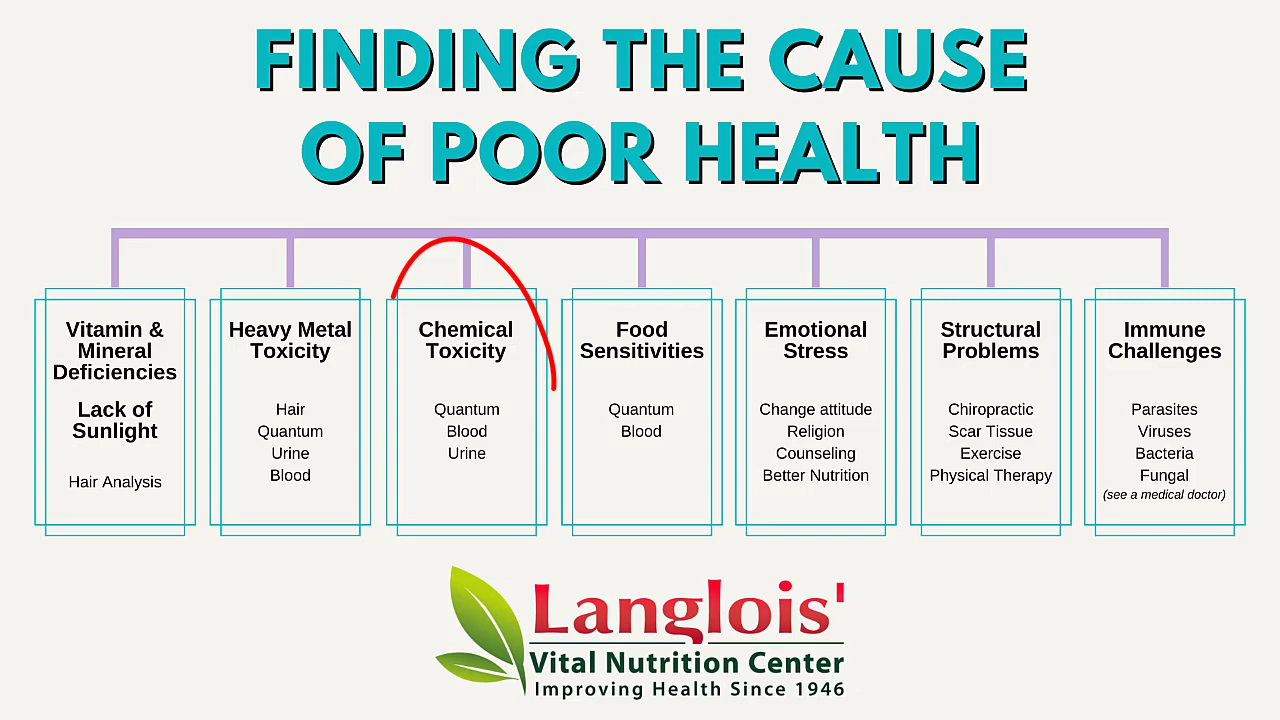 FINDING THE CAUSE
OF POOR HEALTH
Vitamin &
Mineral
Deficiencies
Lack of
Sunlight
Hair Analysis
Heavy Metal
Toxicity
Hair
Quantum
Urine
Blood
Chemical
Toxicity
Quantum
Blood
Urine
Food
Sensitivities
Quantum
Blood
Emotional
Stress
Change attitude
Religion
Counseling
Better Nutrition
Structural
Problems
Chiropractic
Scar Tissue
Exercise
Physical Therapy
Immune
Challenges
Parasites
Viruses
Bacteria
Fungal
(see a medical doctor)
Langlois'
Vital Nutrition Center
Improving Health Since 1946